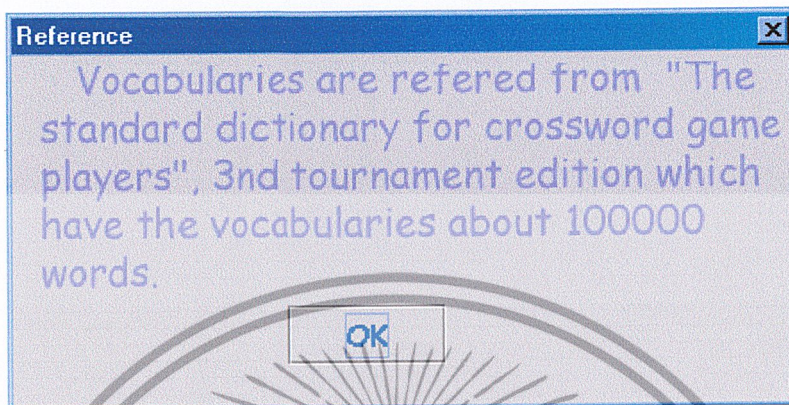 Reference
Vocabularies are refered from "The
standard dictionary for crossword game
players", 3nd tournament edition which
have the vocabularies about 100000
words.
OK